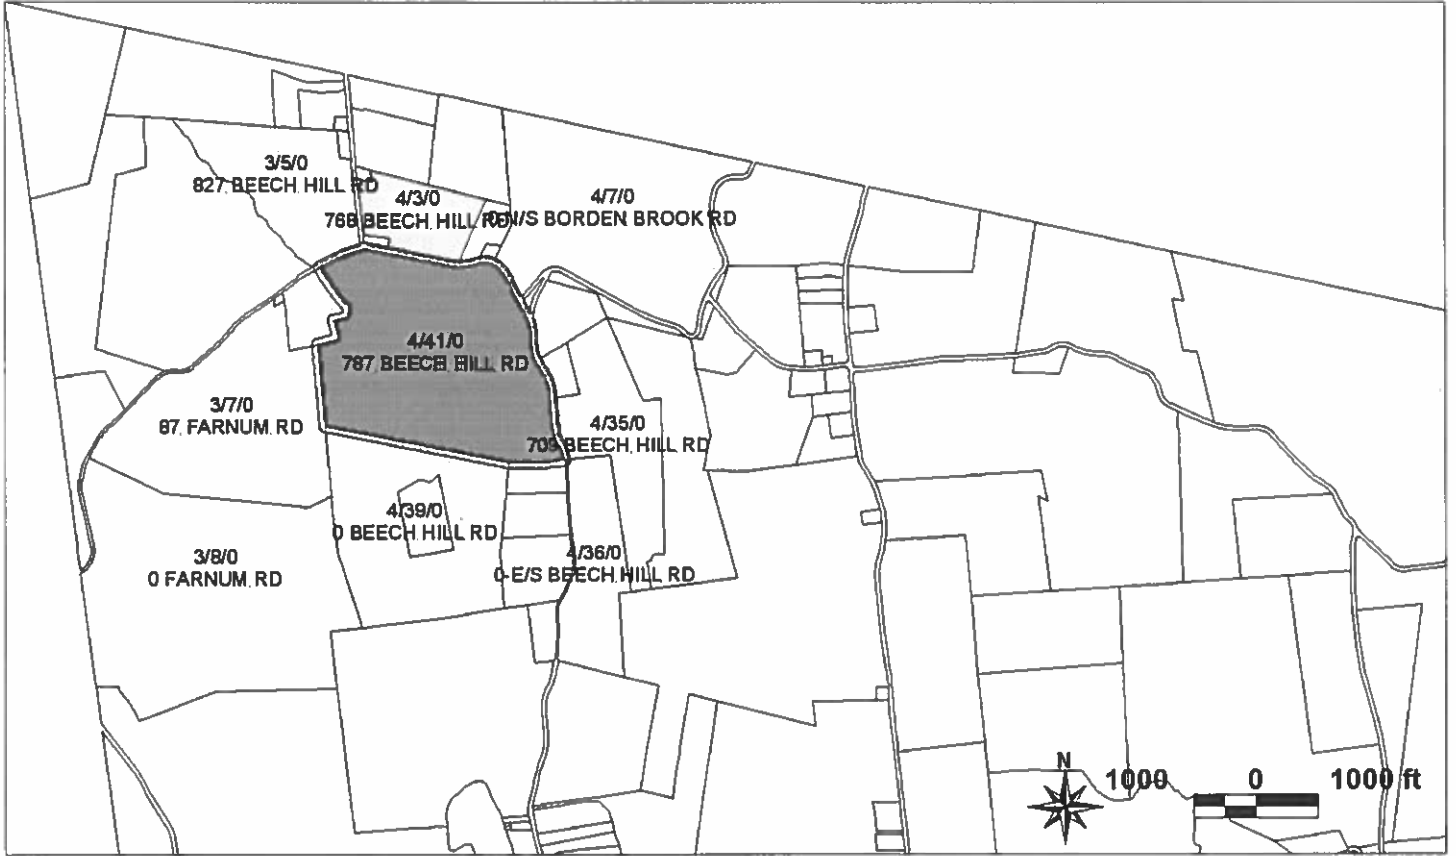 3/5/0
827 BEECH HILL RD
4/3/0
768 BEECH HILL RD
4/7/0
0 N/S BORDEN BROOK RD
4/41/0
787 BEECH HILL RD
3/7/0
87 FARNUM RD
4/35/0
709 BEECH HILL RD
4/39/0
0 BEECH HILL RD
3/8/0
0 FARNUM RD
4/36/0
0 E/S BEECH HILL RD
N
1000 0 1000 ft